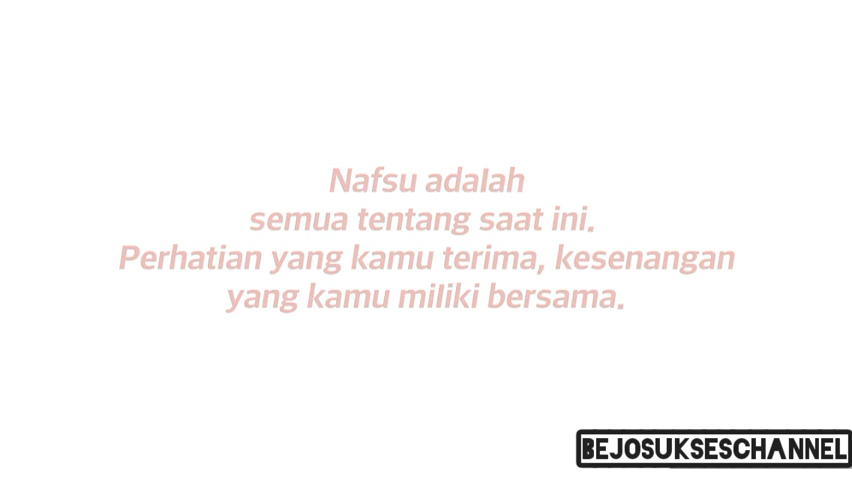 Nafsu adalah
semua tentang saat ini.
Perhatian yang kamu terima, kesenangan
yang kamu miliki bersama.
BEJOSUKSESCHANNEL